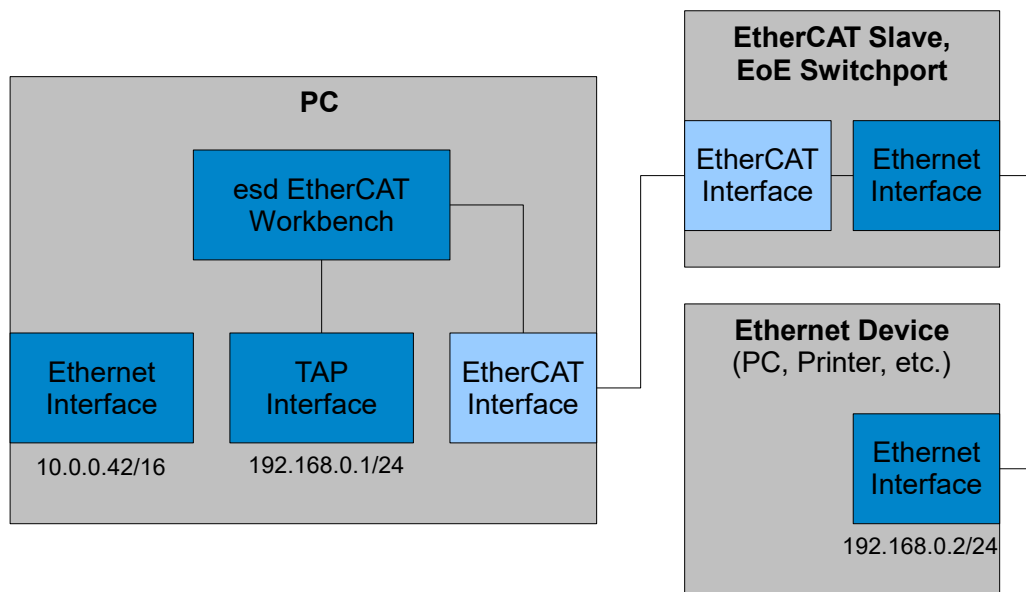 PC
esd EtherCAT
Workbench
Ethernet
Interface
TAP
Interface
EtherCAT
Interface
10.0.0.42/16
192.168.0.1/24
EtherCAT Slave,
EoE Switchport
EtherCAT
Interface
Ethernet
Interface
Ethernet Device
(PC, Printer, etc.)
Ethernet
Interface
192.168.0.2/24